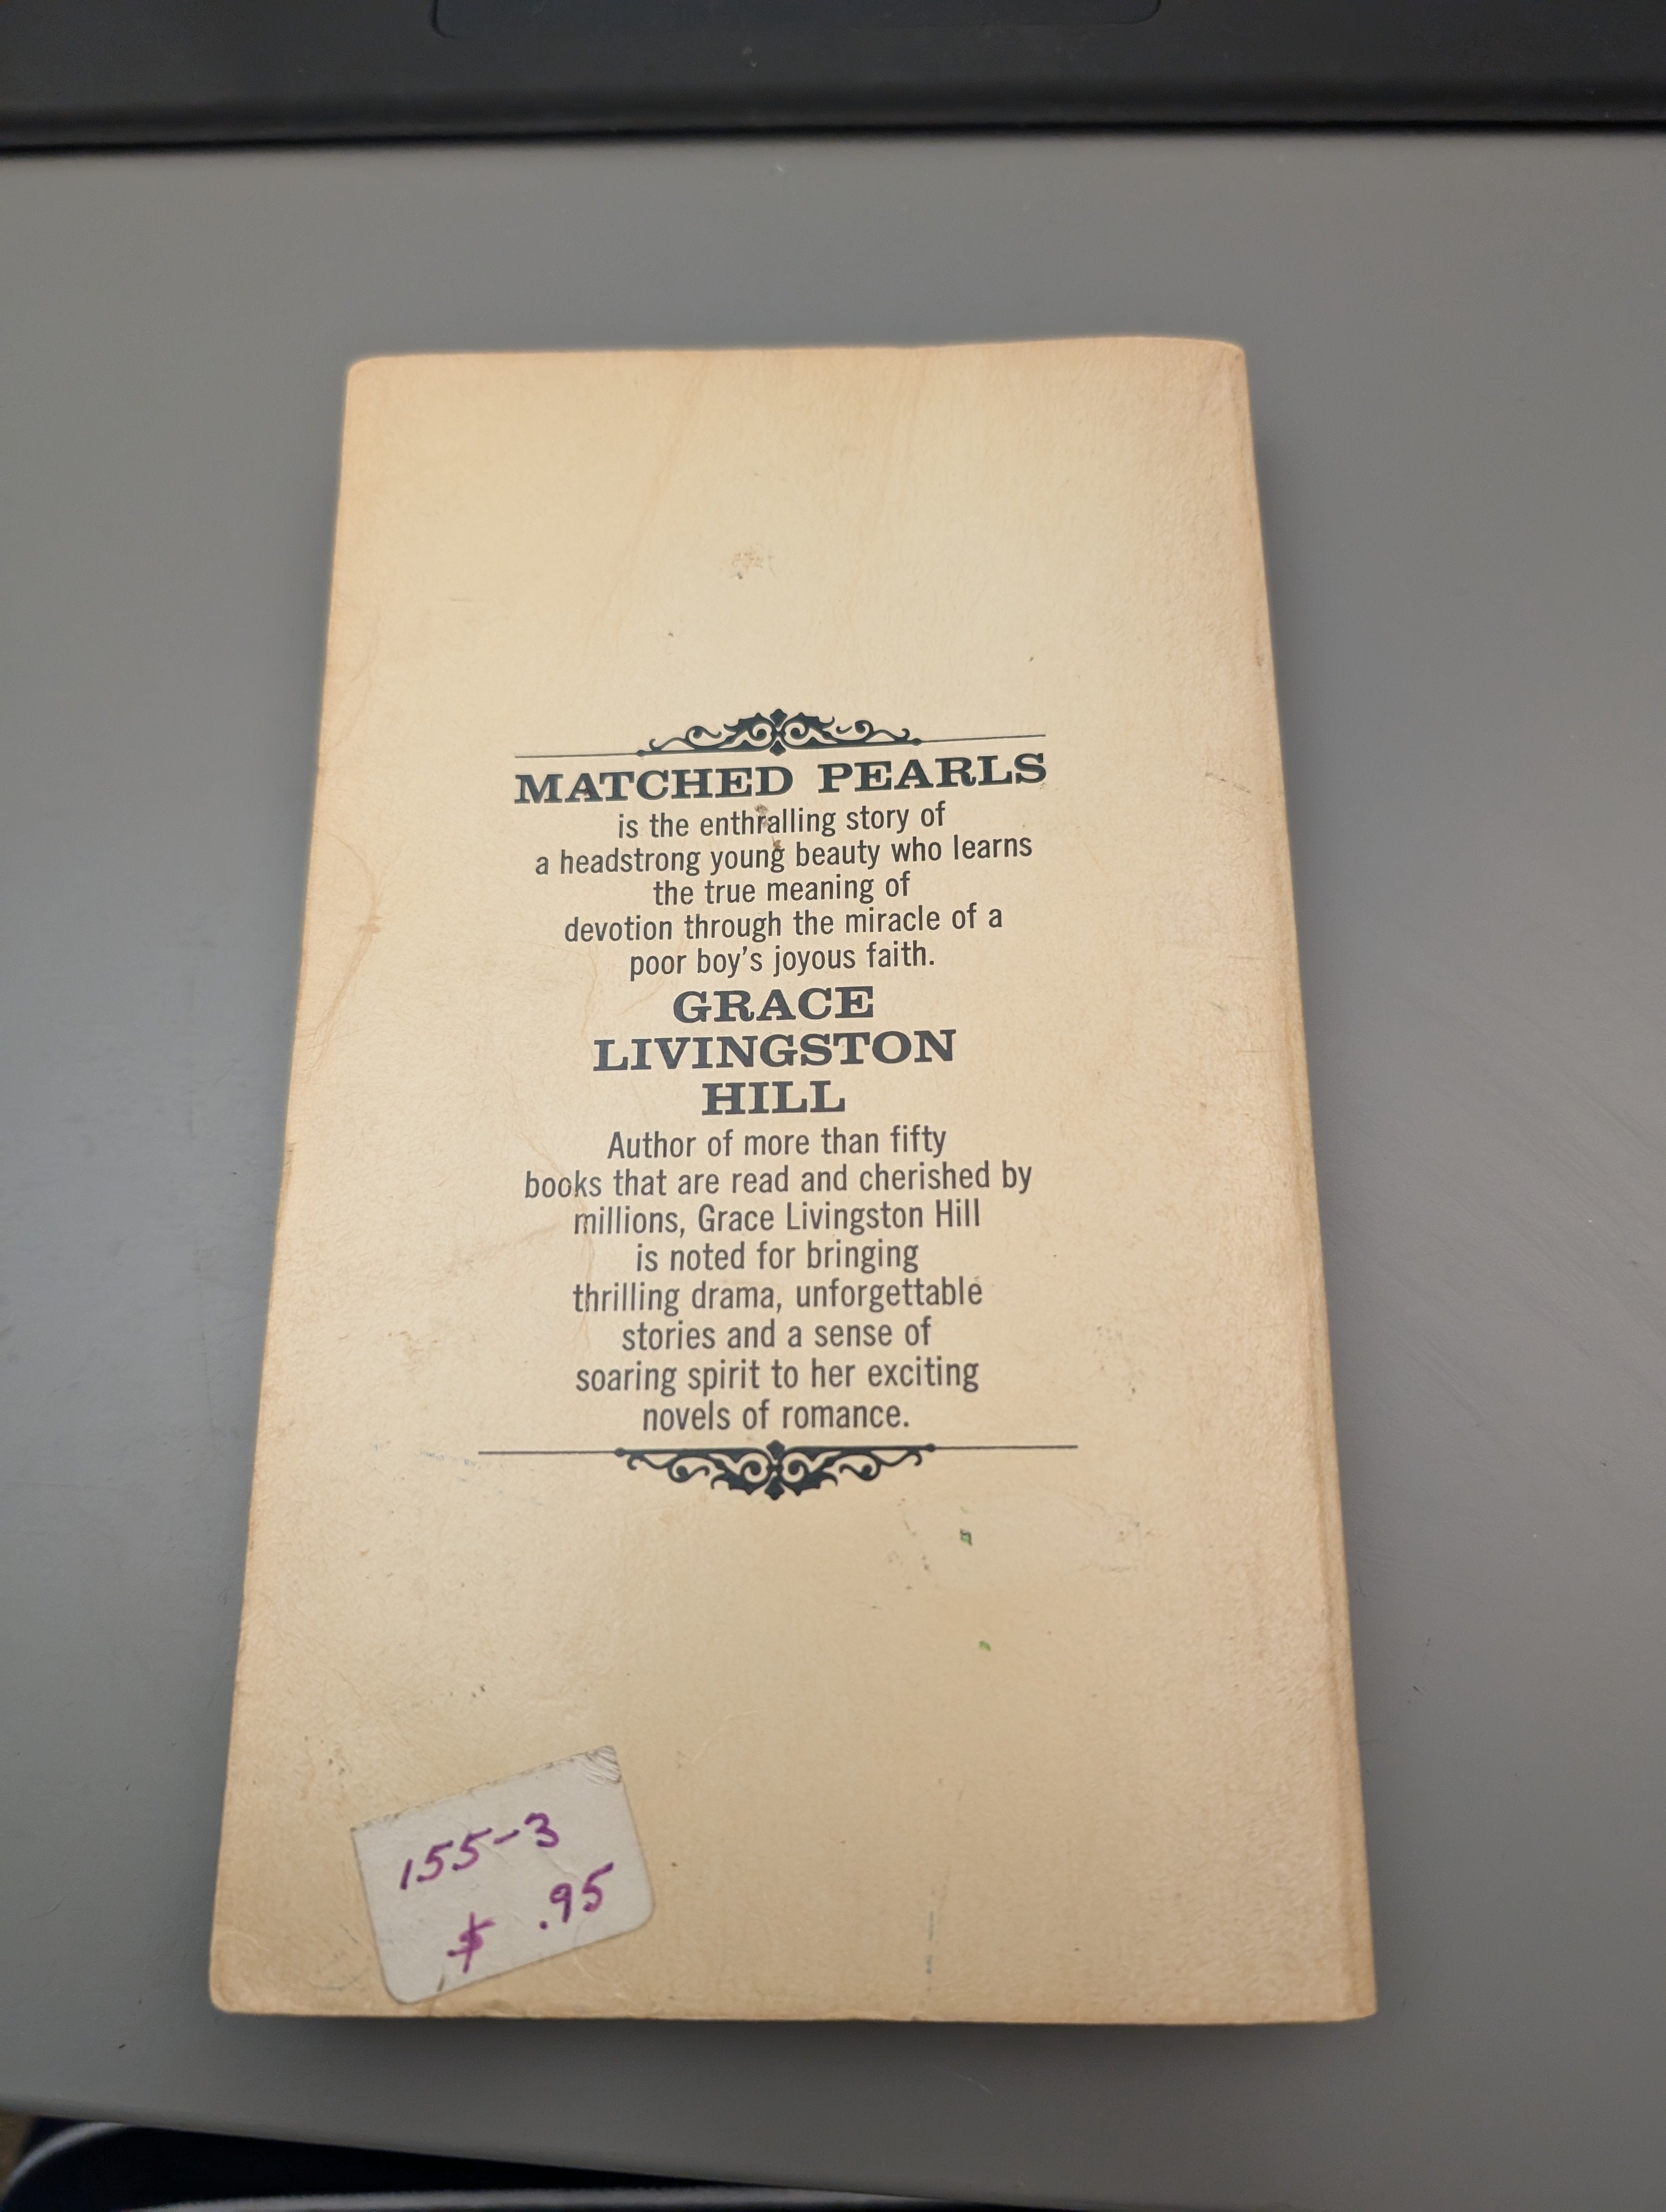 MATCHED PEARLS
is the enthralling story of
a headstrong young beauty who learns
the true meaning of
devotion through the miracle of a
poor boy's joyous faith.
GRACE
LIVINGSTON
HILL
Author of more than fifty
books that are read and cherished by
millions, Grace Livingston Hill
is noted for bringing
thrilling drama, unforgettable
stories and a sense of
soaring spirit to her exciting
novels of romance.
155-3
$ .95